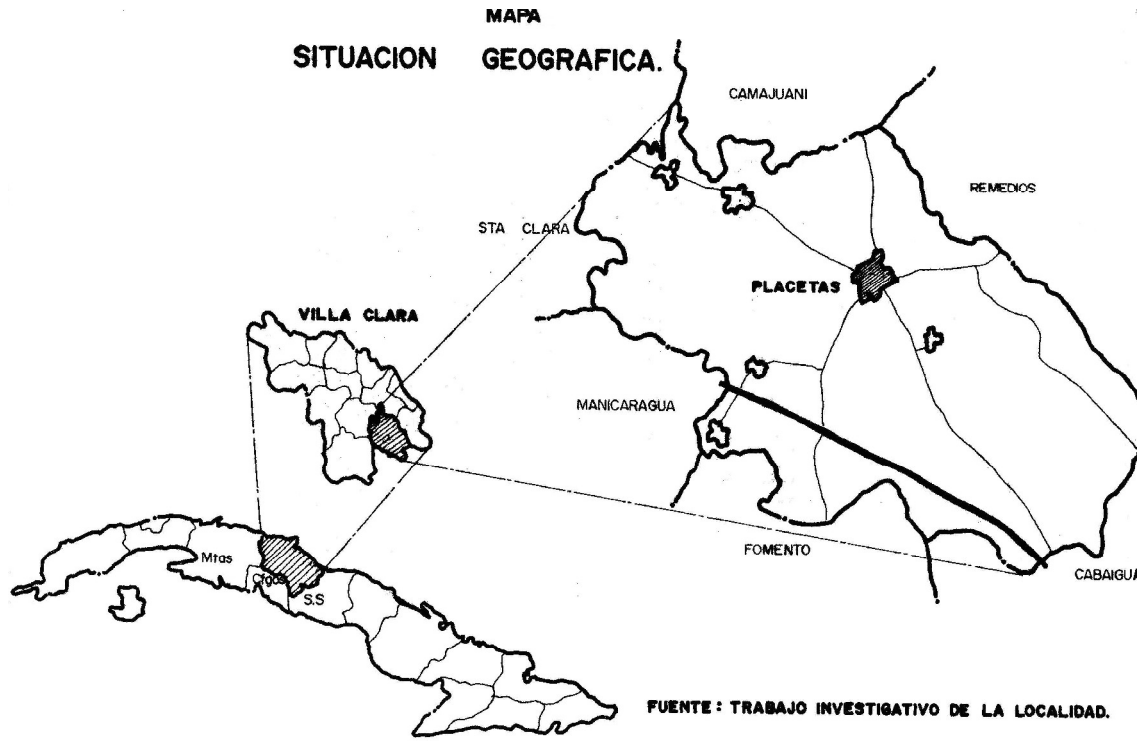 MAPA
SITUACION GEOGRAFICA.
CAMAJUANI
REMEDIOS
STA CLARA
PLACETAS
VILLA CLARA
MANICARAGUA
FOMENTO
CABAIGUA
Mtas
Cfgos
S.S
FUENTE: TRABAJO INVESTIGATIVO DE LA LOCALIDAD.